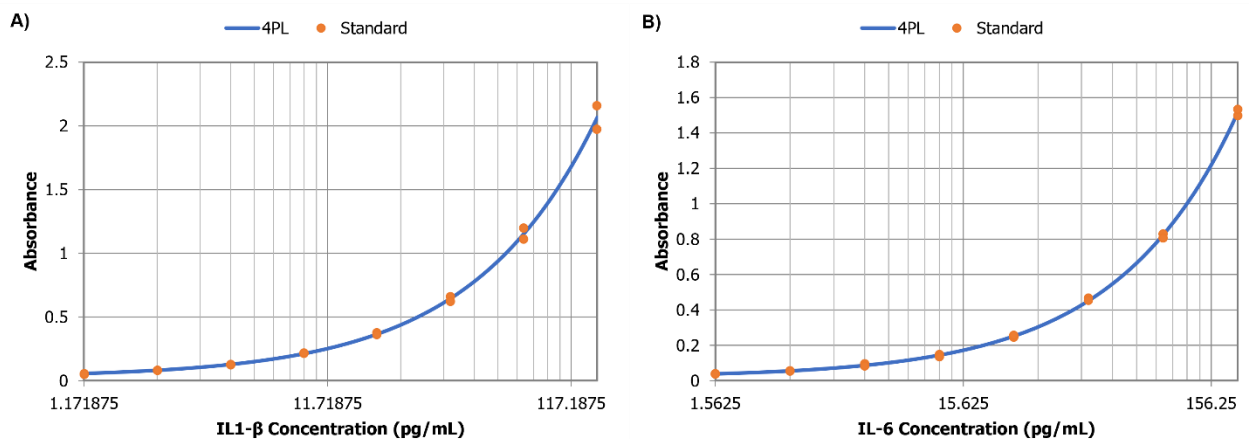 A)
4PL Standard
2.5
2
1.5
1
0.5
0
Absorbance
1.171875 11.71875 117.1875
IL1-β Concentration (pg/mL)
B)
4PL Standard
1.8
1.6
1.4
1.2
1
0.8
0.6
0.4
0.2
0
Absorbance
1.5625 15.625 156.25
IL-6 Concentration (pg/mL)